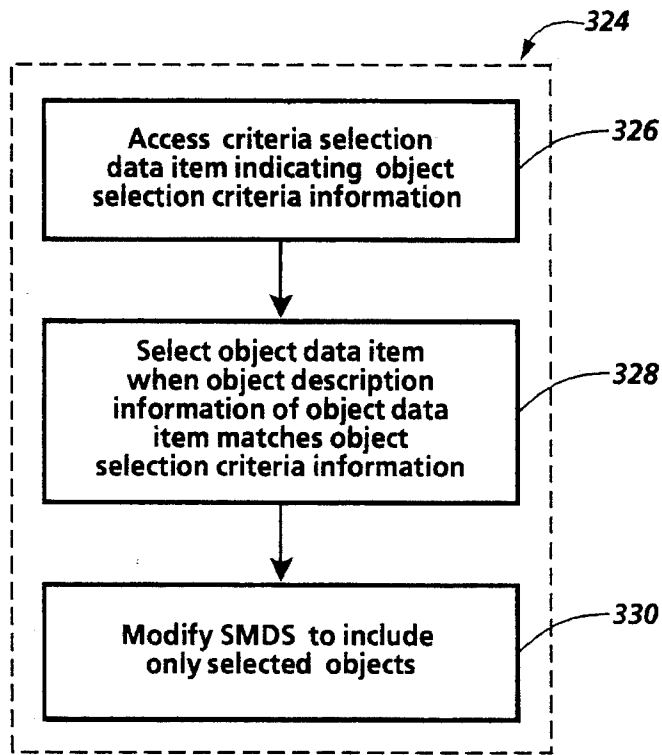 324
Access criteria selection
data item indicating object
selection criteria information
326
Select object data item
when object description
information of object data
item matches object
selection criteria information
328
Modify SMDS to include
only selected objects
330